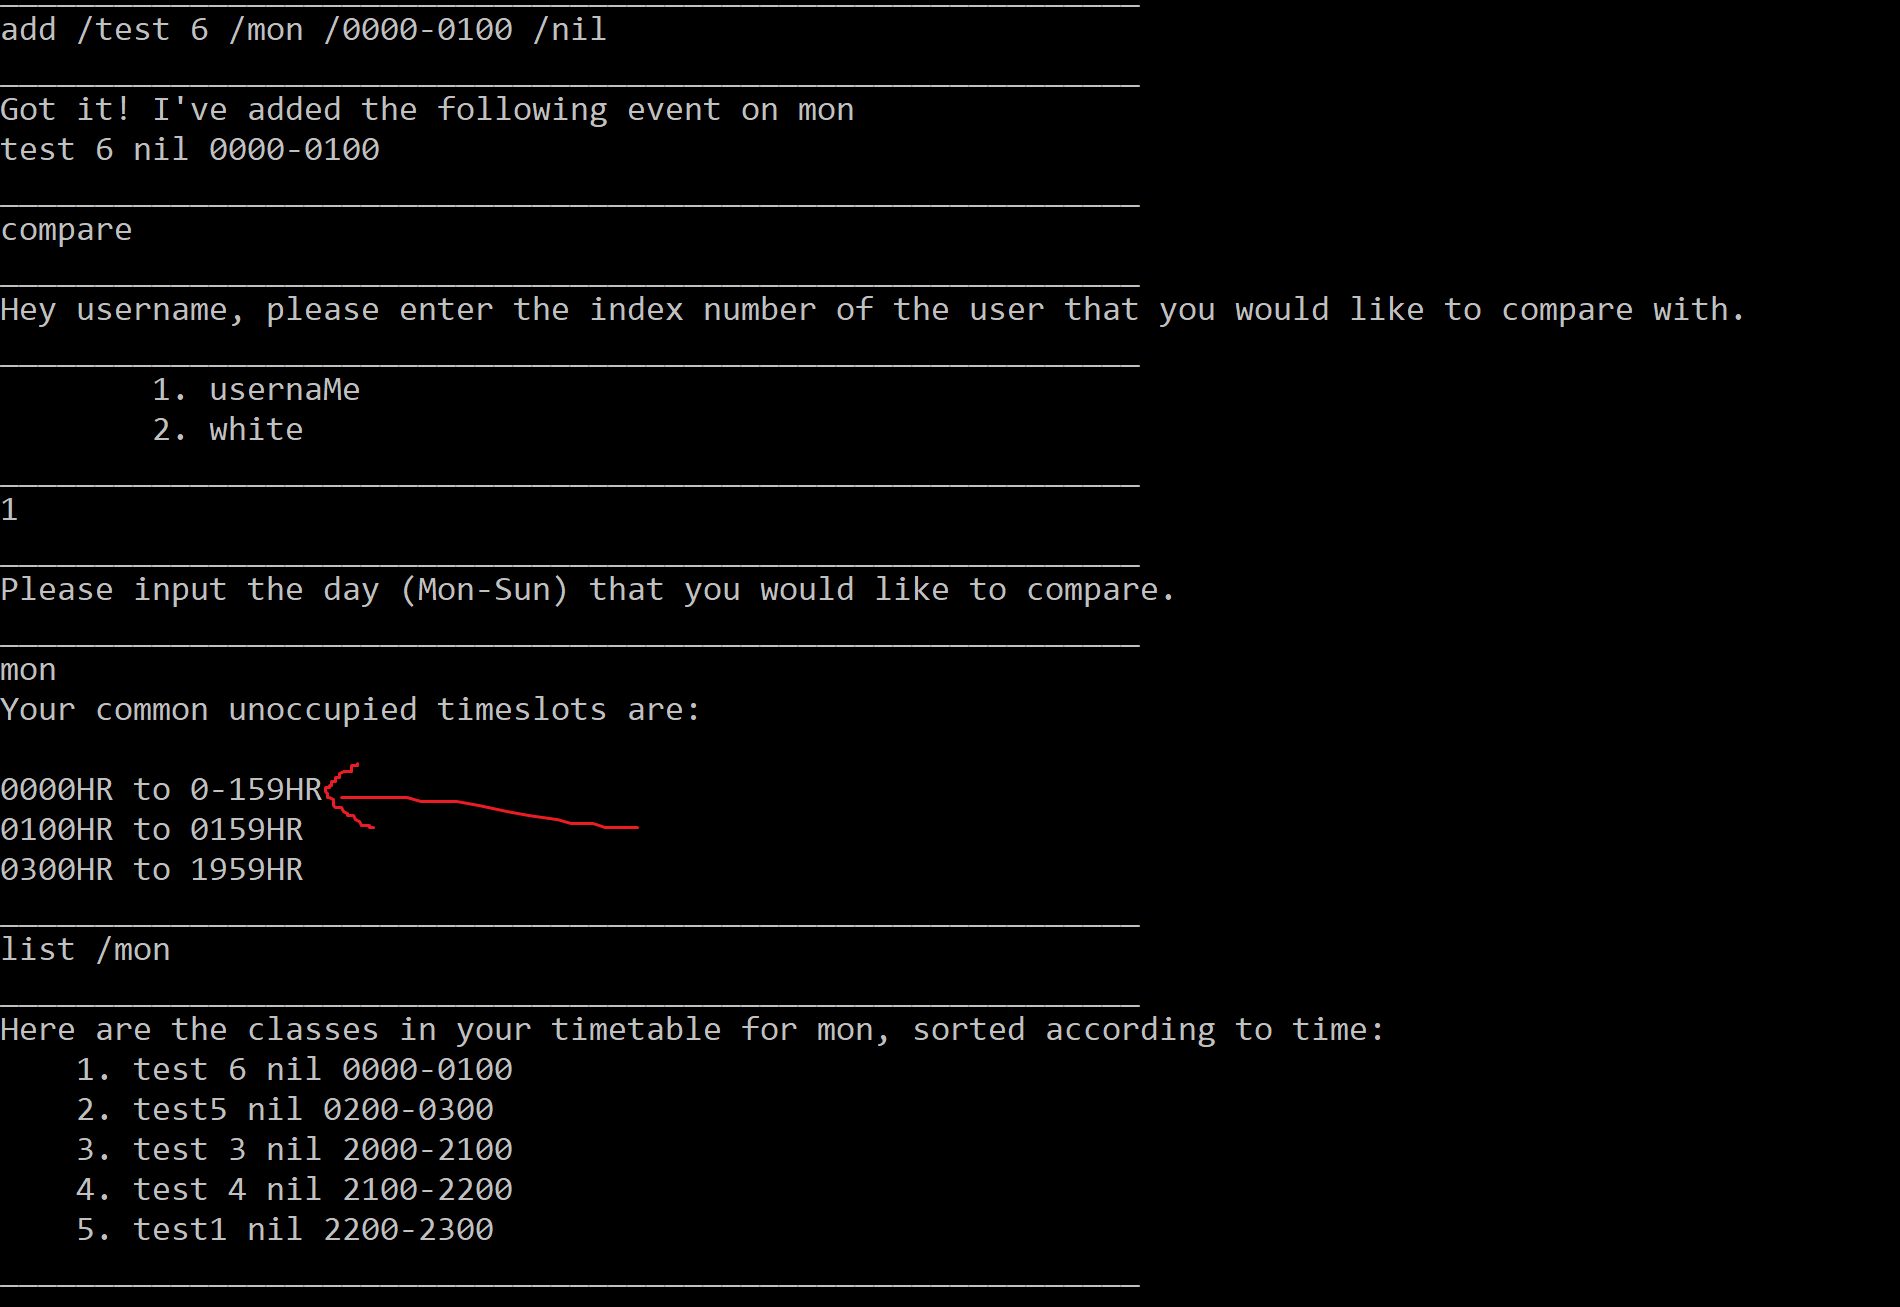 add /test 6 /mon /0000-0100 /nil
Got it! I've added the following event on mon
test 6 nil 0000-0100
compare
Hey username, please enter the index number of the user that you would like to compare with.
1. usernaMe
2. white
1
Please input the day (Mon-Sun) that you would like to compare.
mon
Your common unoccupied timeslots are:
0000HR to 0-159HR
0100HR to 0159HR
0300HR to 1959HR
list /mon
Here are the classes in your timetable for mon, sorted according to time:
1. test 6 nil 0000-0100
2. test5 nil 0200-0300
3. test 3 nil 2000-2100
4. test 4 nil 2100-2200
5. test1 nil 2200-2300